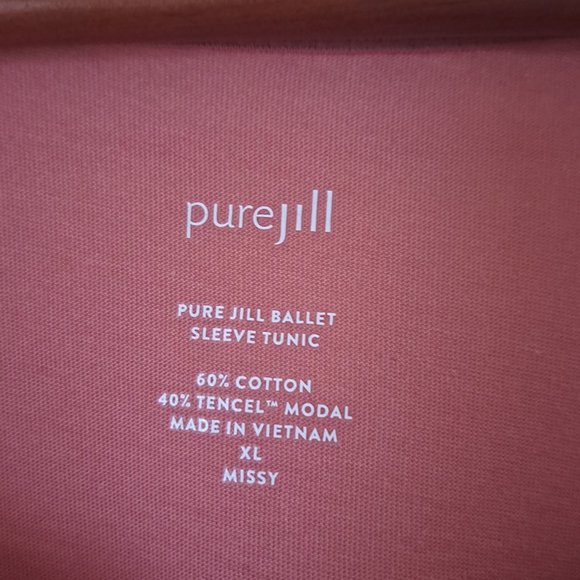 purejill
PURE JILL BALLET
SLEEVE TUNIC
60% COTTON
40% TENCEL™ MODAL
MADE IN VIETNAM
XL
MISSY